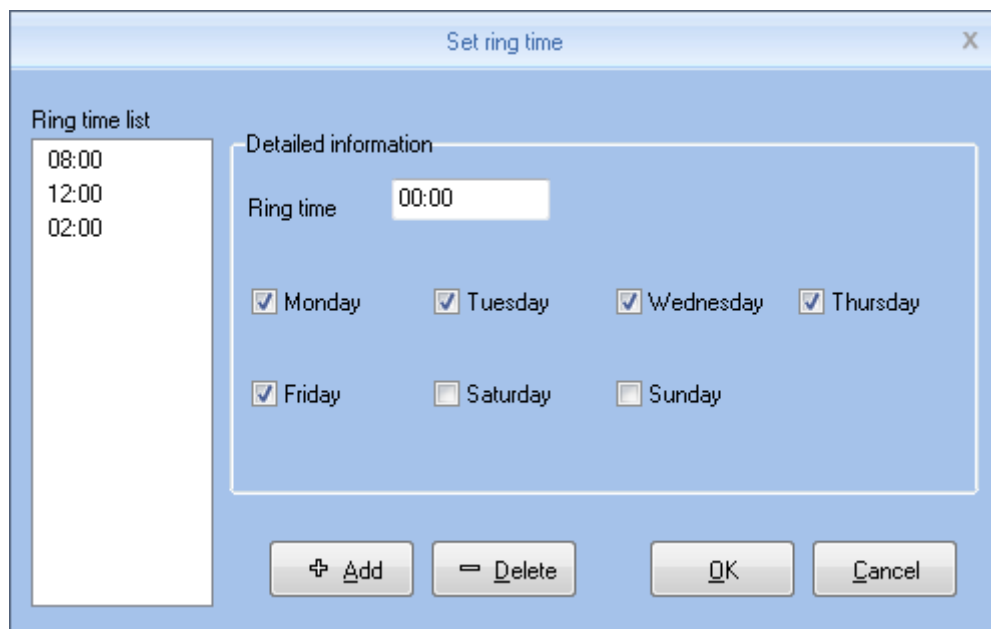 Set ring time X
Ring time list
08:00
12:00
02:00
Detailed information
Ring time 00:00
Monday Tuesday Wednesday Thursday
Friday Saturday Sunday
Add Delete OK Cancel